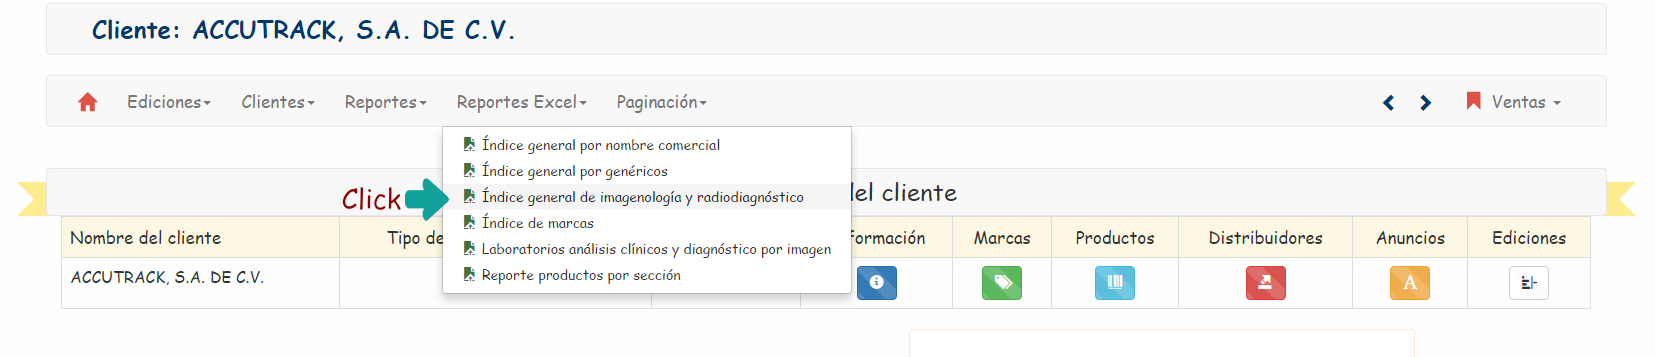 Cliente: ACCUTRACK, S.A. DE C.V.
Ediciones Clientes Reportes Reportes Excel Paginación Ventas
Índice general por nombre comercial
Índice general por genéricos
Click Índice general de imagenología y radiodiagnóstico
Índice de marcas
Laboratorios análisis clínicos y diagnóstico por imagen
Reporte productos por sección
del cliente
Nombre del cliente Tipo de formación Marcas Productos Distribuidores Anuncios Ediciones
ACCUTRACK, S.A. DE C.V. A